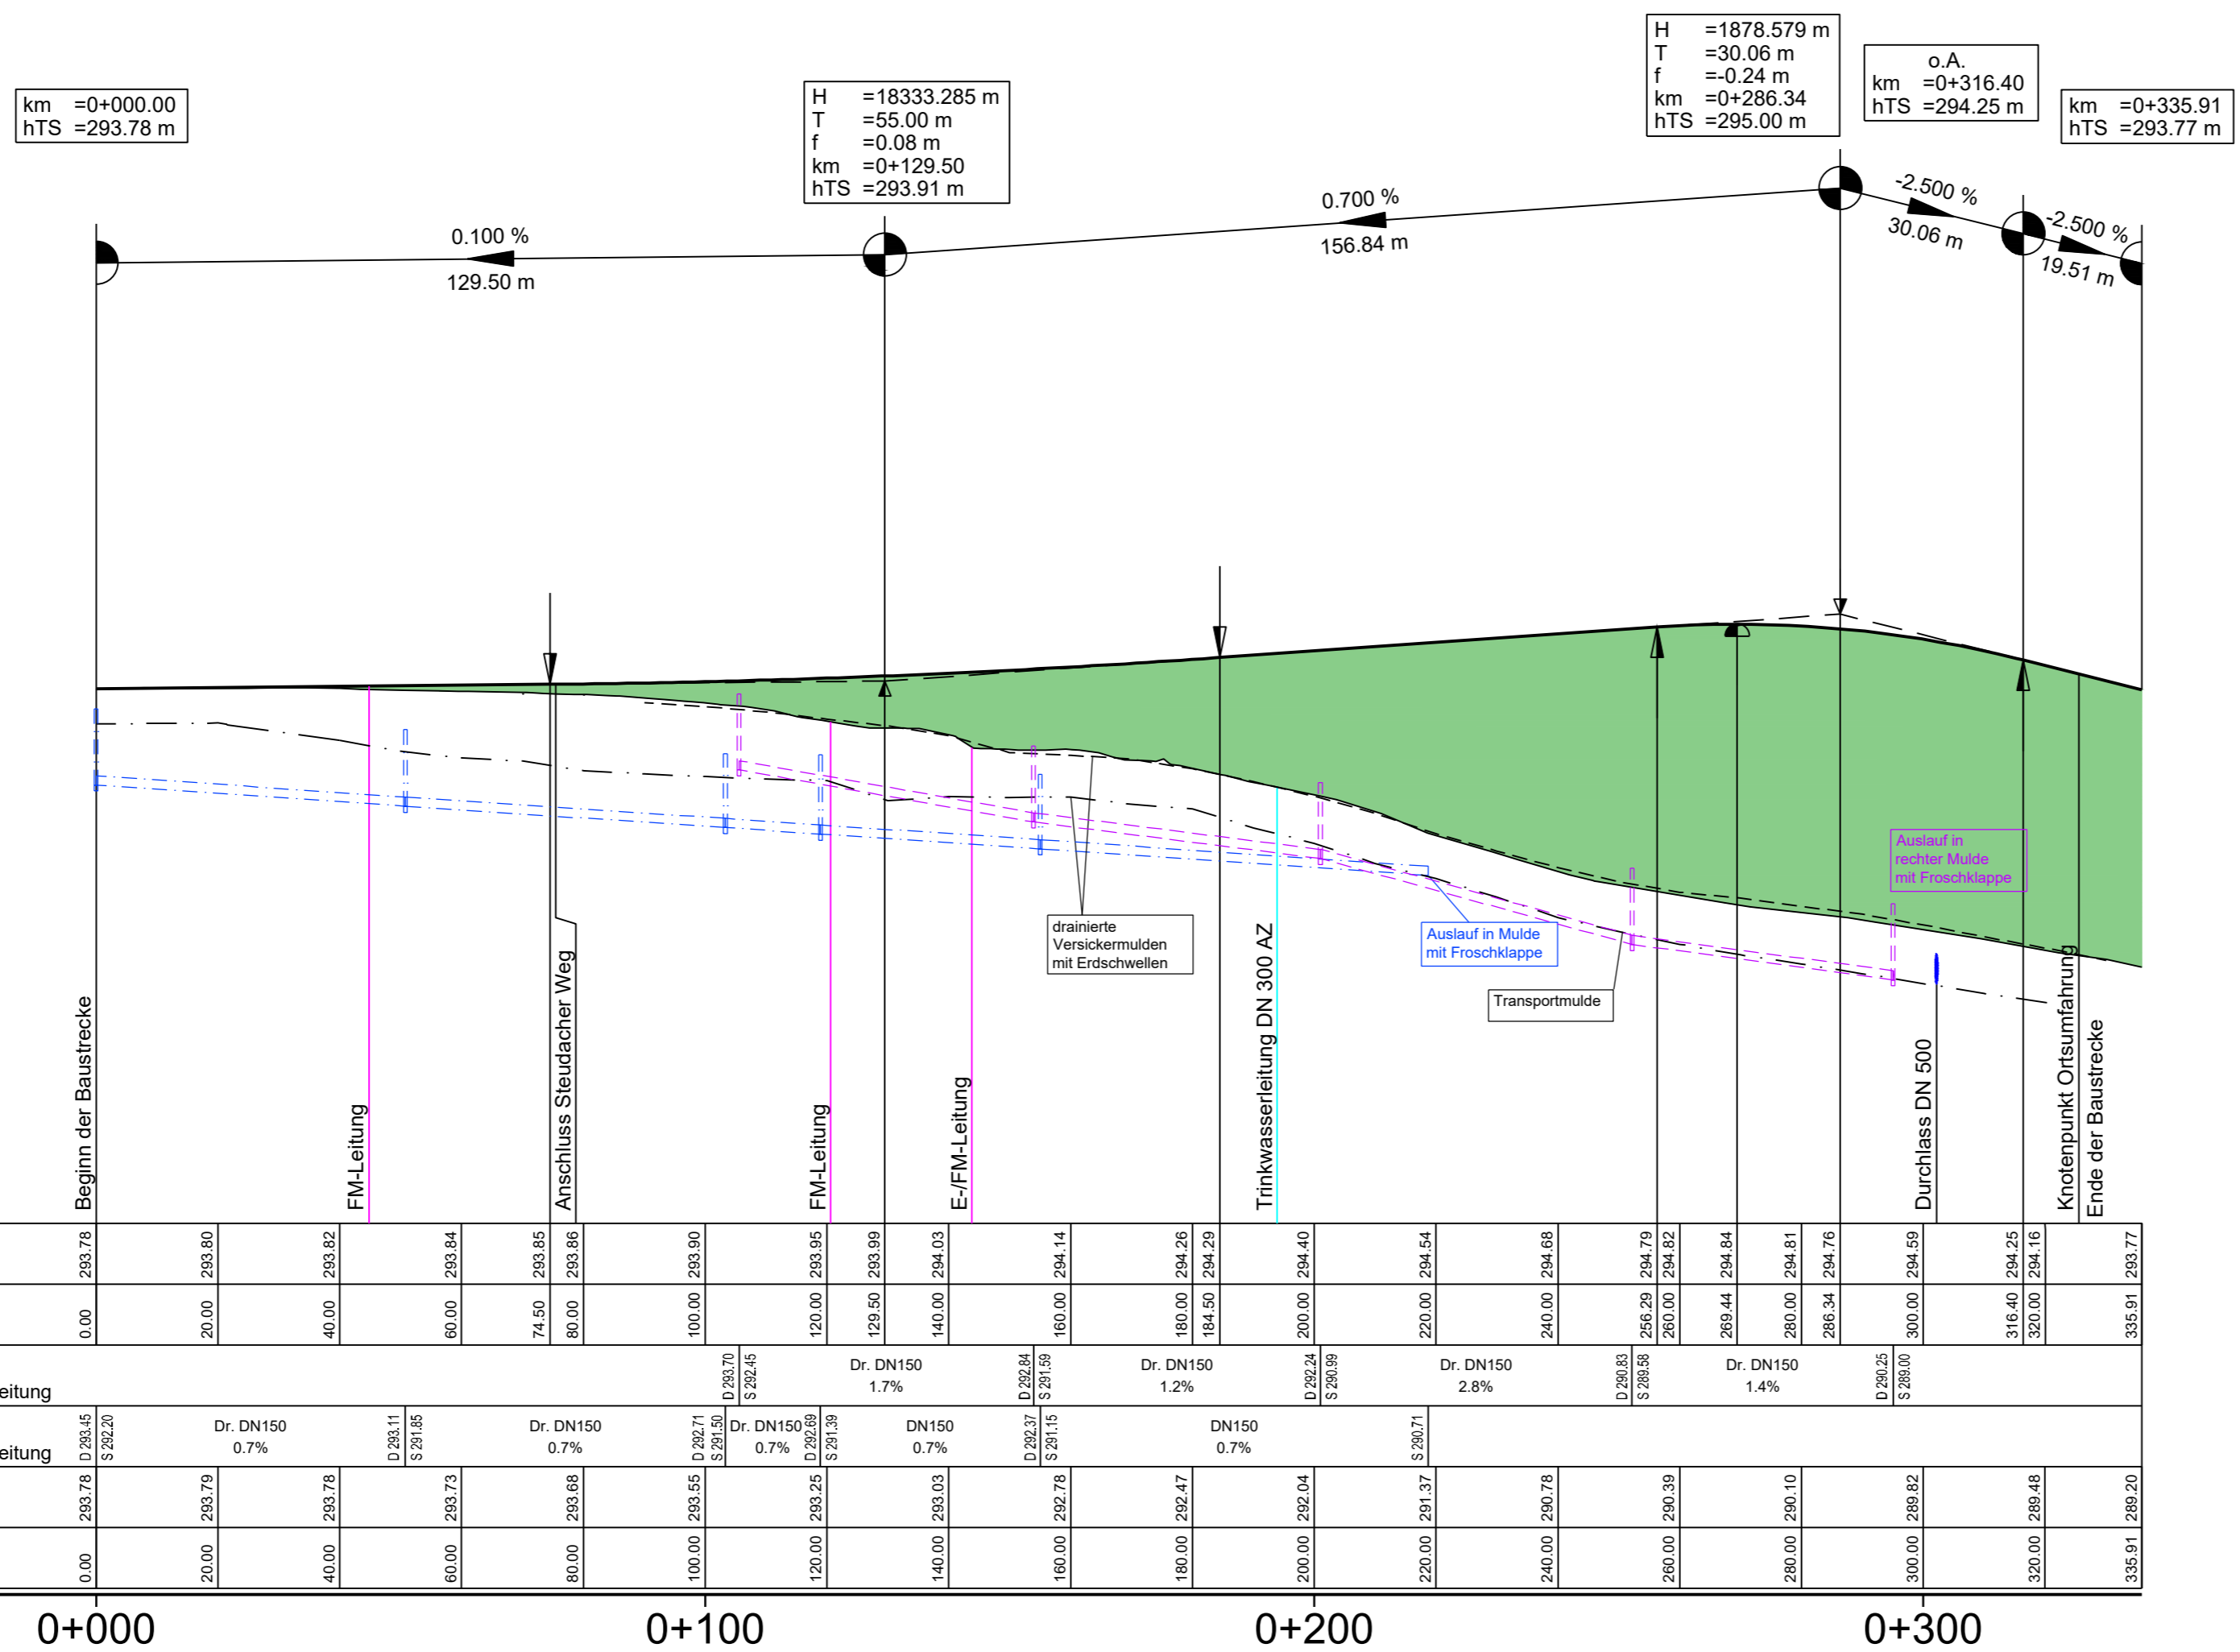 km =0+000.00
hTS =293.78 m
H =18333.285 m
T =55.00 m
f =0.08 m
km =0+129.50
hTS =293.91 m
H =1878.579 m
T =30.06 m
f =-0.24 m
km =0+286.34
hTS =295.00 m
o.A.
km =0+316.40
hTS =294.25 m
km =0+335.91
hTS =293.77 m
0.100 %
129.50 m
0.700 %
156.84 m
-2.500 %
30.06 m
-2.500 %
19.51 m
Beginn der Baustrecke
FM-Leitung
Anschluss Steudacher Weg
FM-Leitung
E-/FM-Leitung
drainierte
Versickermulden
mit Erdschwellen
Trinkwasserleitung DN 300 AZ
Auslauf in Mulde
mit Froschklappe
Transportmulde
Auslauf in
rechter Mulde
mit Froschklappe
Durchlass DN 500
Knotenpunkt Ortsumfahrung
Ende der Baustrecke
293.78 293.80 293.82 293.84 293.85 293.86 293.90 293.95 293.99 294.03 294.14 294.26 294.29 294.40 294.54 294.68 294.79 294.82 294.84 294.81 294.76 294.59 294.25 294.16 293.77
0.00 20.00 40.00 60.00 74.50 80.00 100.00 120.00 129.50 140.00 160.00 180.00 184.50 200.00 220.00 240.00 256.29 260.00 269.44 280.00 286.34 300.00 316.40 320.00 335.91
eitung
D 293.70
S 292.45
Dr. DN150
1.7%
D 292.84
S 291.59
Dr. DN150
1.2%
D 292.24
S 290.99
Dr. DN150
2.8%
D 290.83
S 289.58
Dr. DN150
1.4%
D 290.25
S 289.00
eitung
D 293.45
S 292.20
Dr. DN150
0.7%
D 293.11
S 291.85
Dr. DN150
0.7%
D 292.71
S 291.50
Dr. DN150
0.7%
D 292.69
S 291.39
DN150
0.7%
D 292.37
S 291.15
DN150
0.7%
S 290.71
293.78 293.79 293.78 293.73 293.68 293.55 293.25 293.03 292.78 292.47 292.04 291.37 290.78 290.39 290.10 289.82 289.48 289.20
0.00 20.00 40.00 60.00 80.00 100.00 120.00 140.00 160.00 180.00 200.00 220.00 240.00 260.00 280.00 300.00 320.00 335.91
0+000 0+100 0+200 0+300